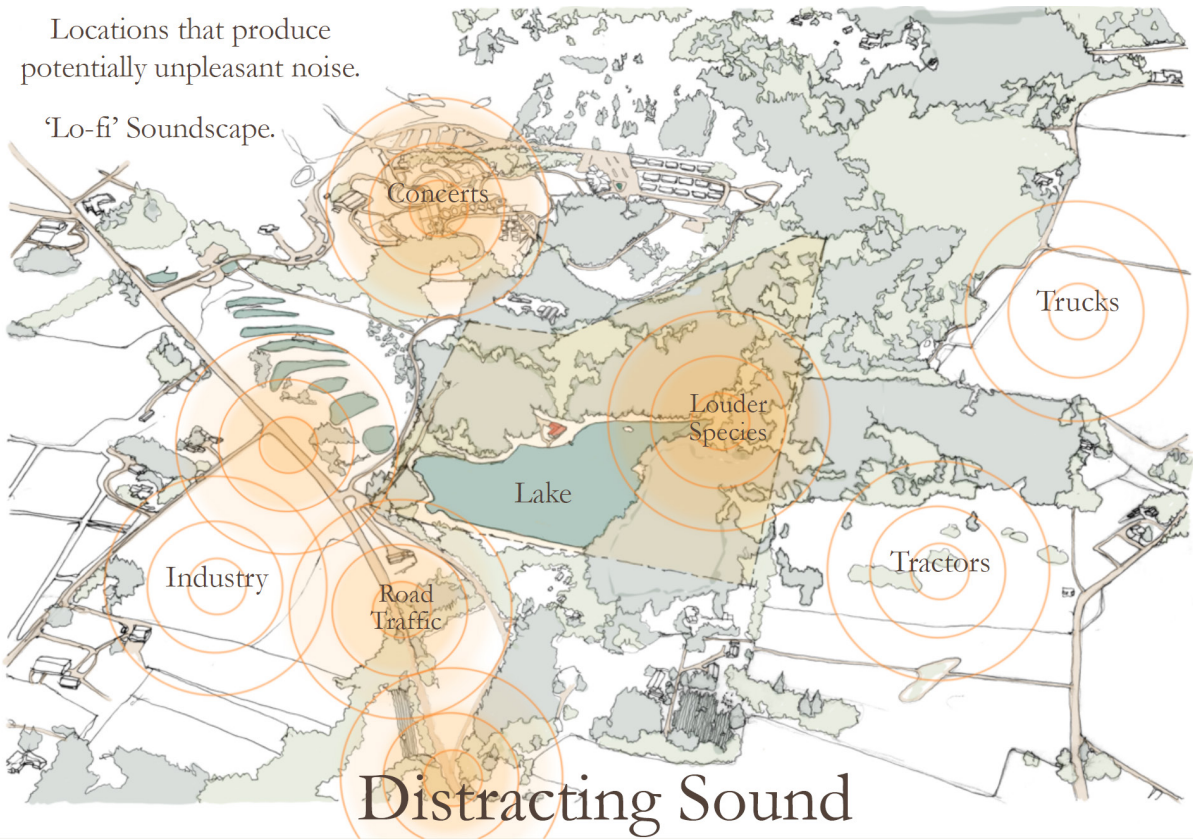 Locations that produce
potentially unpleasant noise.
‘Lo-fi’ Soundscape.
Concerts
Trucks
Louder
Species
Lake
Tractors
Industry
Road
Traffic
Distracting Sound